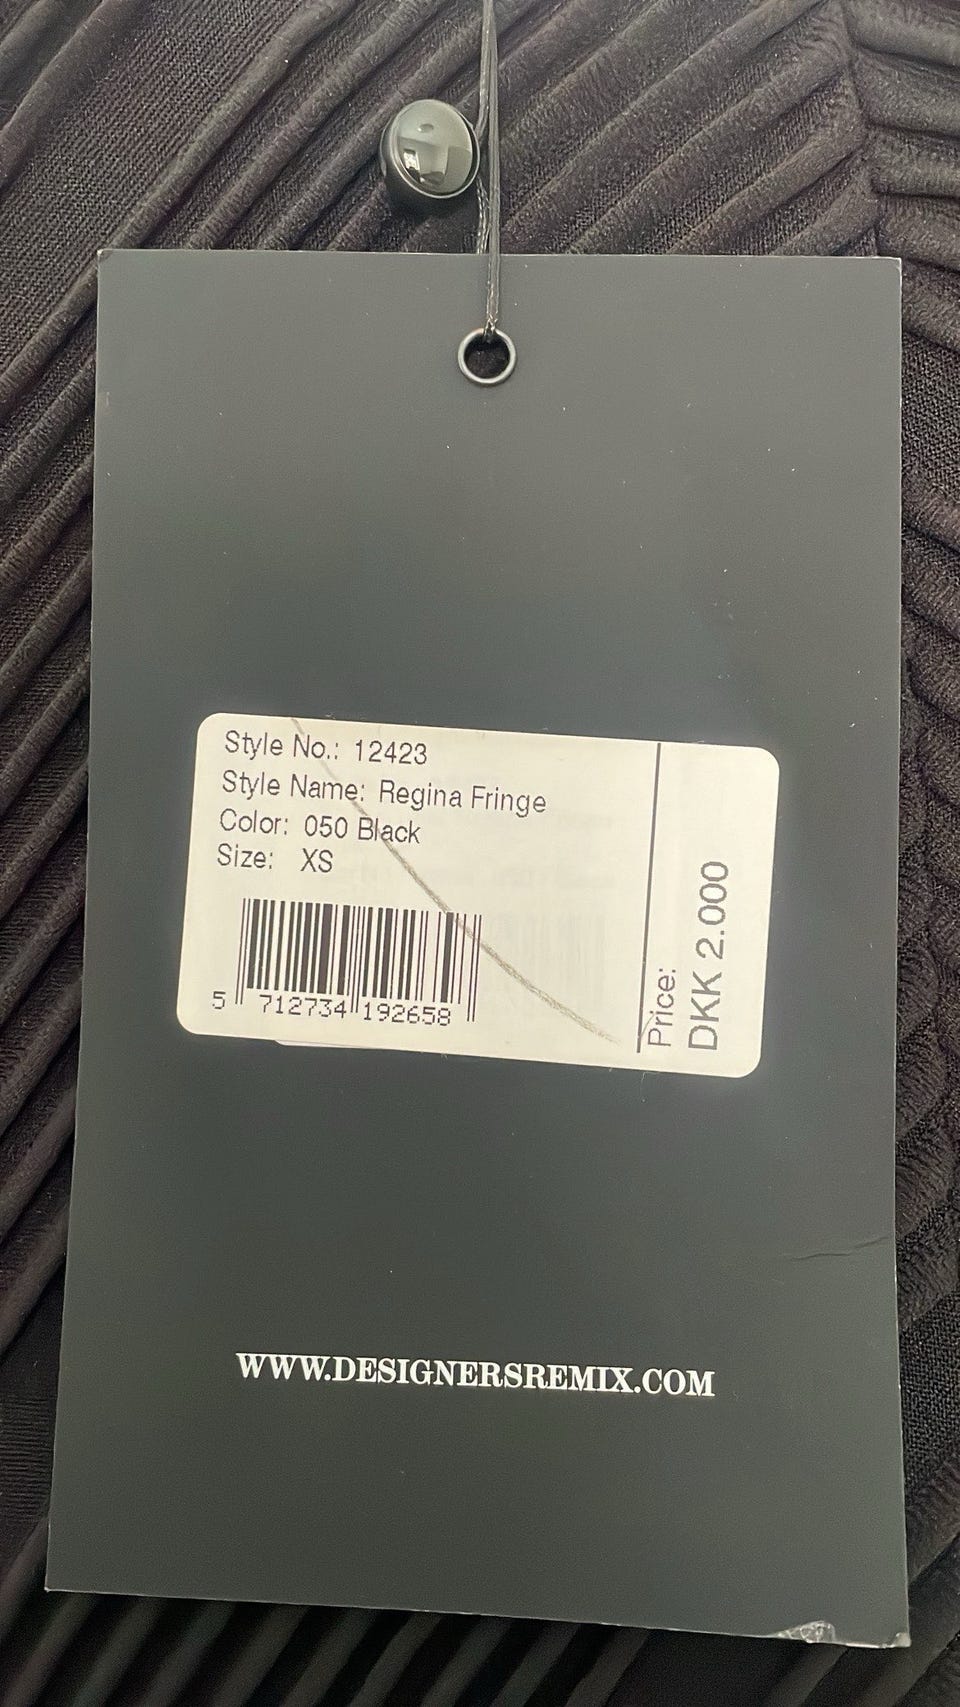 Style No.: 12423
Style Name: Regina Fringe
Color: 050 Black
Size: XS
5 712734 192658
Price:
DKK 2.000
WWW.DESIGNERSREMIX.COM